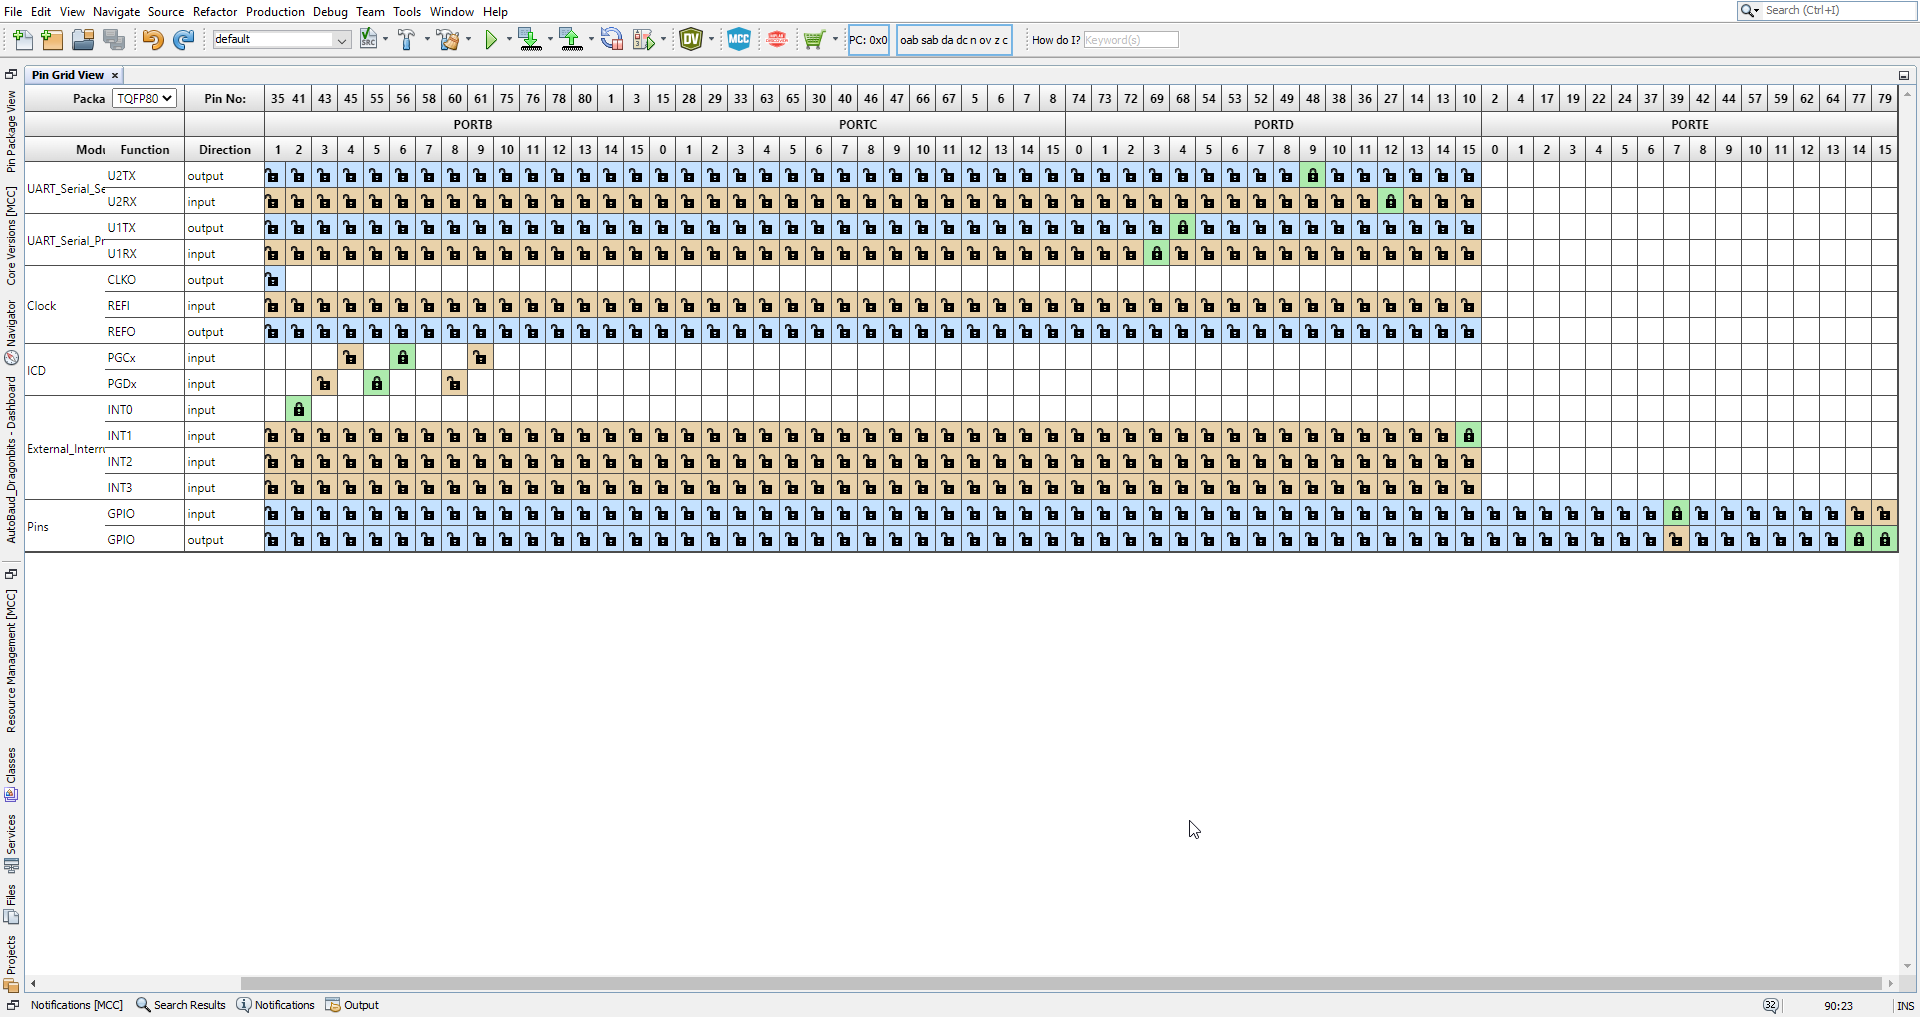 File Edit View Navigate Source Refactor Production Debug Team Tools Window Help
Search (Ctrl+I)
default
SRC
DV
MCC
PC: 0x0
oab sab da dc n ov z c
How do I? Keyword(s)
Pin Grid View ×
Packa TQFP80 Pin No: 35 41 43 45 55 56 58 60 61 75 76 78 80 1 3 15 28 29 33 63 65 30 40 46 47 66 67 5 6 7 8 74 73 72 69 68 54 53 52 49 48 38 36 27 14 13 10 2 4 17 19 22 24 37 39 42 44 57 59 62 64 77 79
PORTB PORTC PORTD PORTE
Modu Function Direction 1 2 3 4 5 6 7 8 9 10 11 12 13 14 15 0 1 2 3 4 5 6 7 8 9 10 11 12 13 14 15 0 1 2 3 4 5 6 7 8 9 10 11 12 13 14 15 0 1 2 3 4 5 6 7 8 9 10 11 12 13 14 15
UART_Serial_Se
U2TX output
U2RX input
UART_Serial_Pr
U1TX output
U1RX input
Clock
CLKO output
REFI input
REFO output
ICD
PGCx input
PGDx input
External_Interr
INT0 input
INT1 input
INT2 input
INT3 input
Pins
GPIO input
GPIO output
Pin Package View
Core Versions [MCC]
Navigator
AutoBaud_Dragonbits - Dashboard
Resource Management [MCC]
Classes
Services
Files
Projects
Notifications [MCC] Search Results Notifications Output
32 90:23 INS